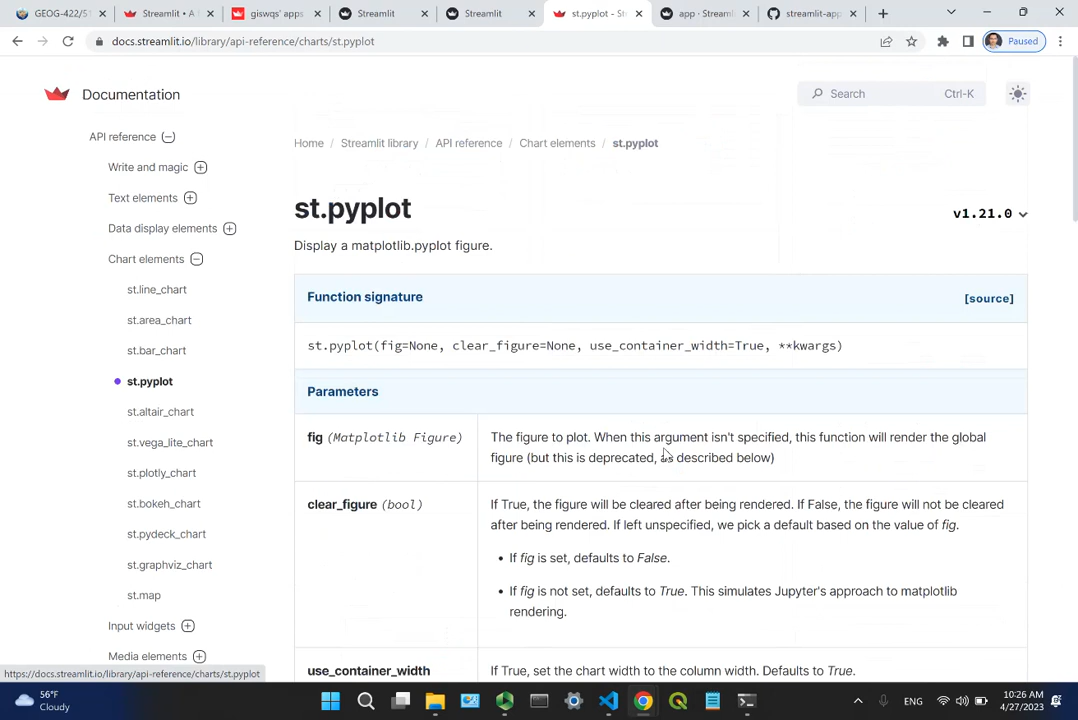 GEOG-422/51
Streamlit • A
giswqs' apps
Streamlit
Streamlit
st.pyplot - St
app · Streaml
streamlit-app
docs.streamlit.io/library/api-reference/charts/st.pyplot
Paused
Documentation
Search
Ctrl-K
API reference
Write and magic
Text elements
Data display elements
Chart elements
st.line_chart
st.area_chart
st.bar_chart
st.pyplot
st.altair_chart
st.vega_lite_chart
st.plotly_chart
st.bokeh_chart
st.pydeck_chart
st.graphviz_chart
st.map
Input widgets
Media elements
https://docs.streamlit.io/library/api-reference/charts/st.pyplot
Home / Streamlit library / API reference / Chart elements / st.pyplot
st.pyplot
v1.21.0
Display a matplotlib.pyplot figure.
Function signature
[source]
st.pyplot(fig=None, clear_figure=None, use_container_width=True, **kwargs)
Parameters
fig (Matplotlib Figure)
The figure to plot. When this argument isn't specified, this function will render the global
figure (but this is deprecated, as described below)
clear_figure (bool)
If True, the figure will be cleared after being rendered. If False, the figure will not be cleared
after being rendered. If left unspecified, we pick a default based on the value of fig.
• If fig is set, defaults to False.
• If fig is not set, defaults to True. This simulates Jupyter's approach to matplotlib
rendering.
use_container_width
If True, set the chart width to the column width. Defaults to True.
56°F
Cloudy
ENG
10:26 AM
4/27/2023